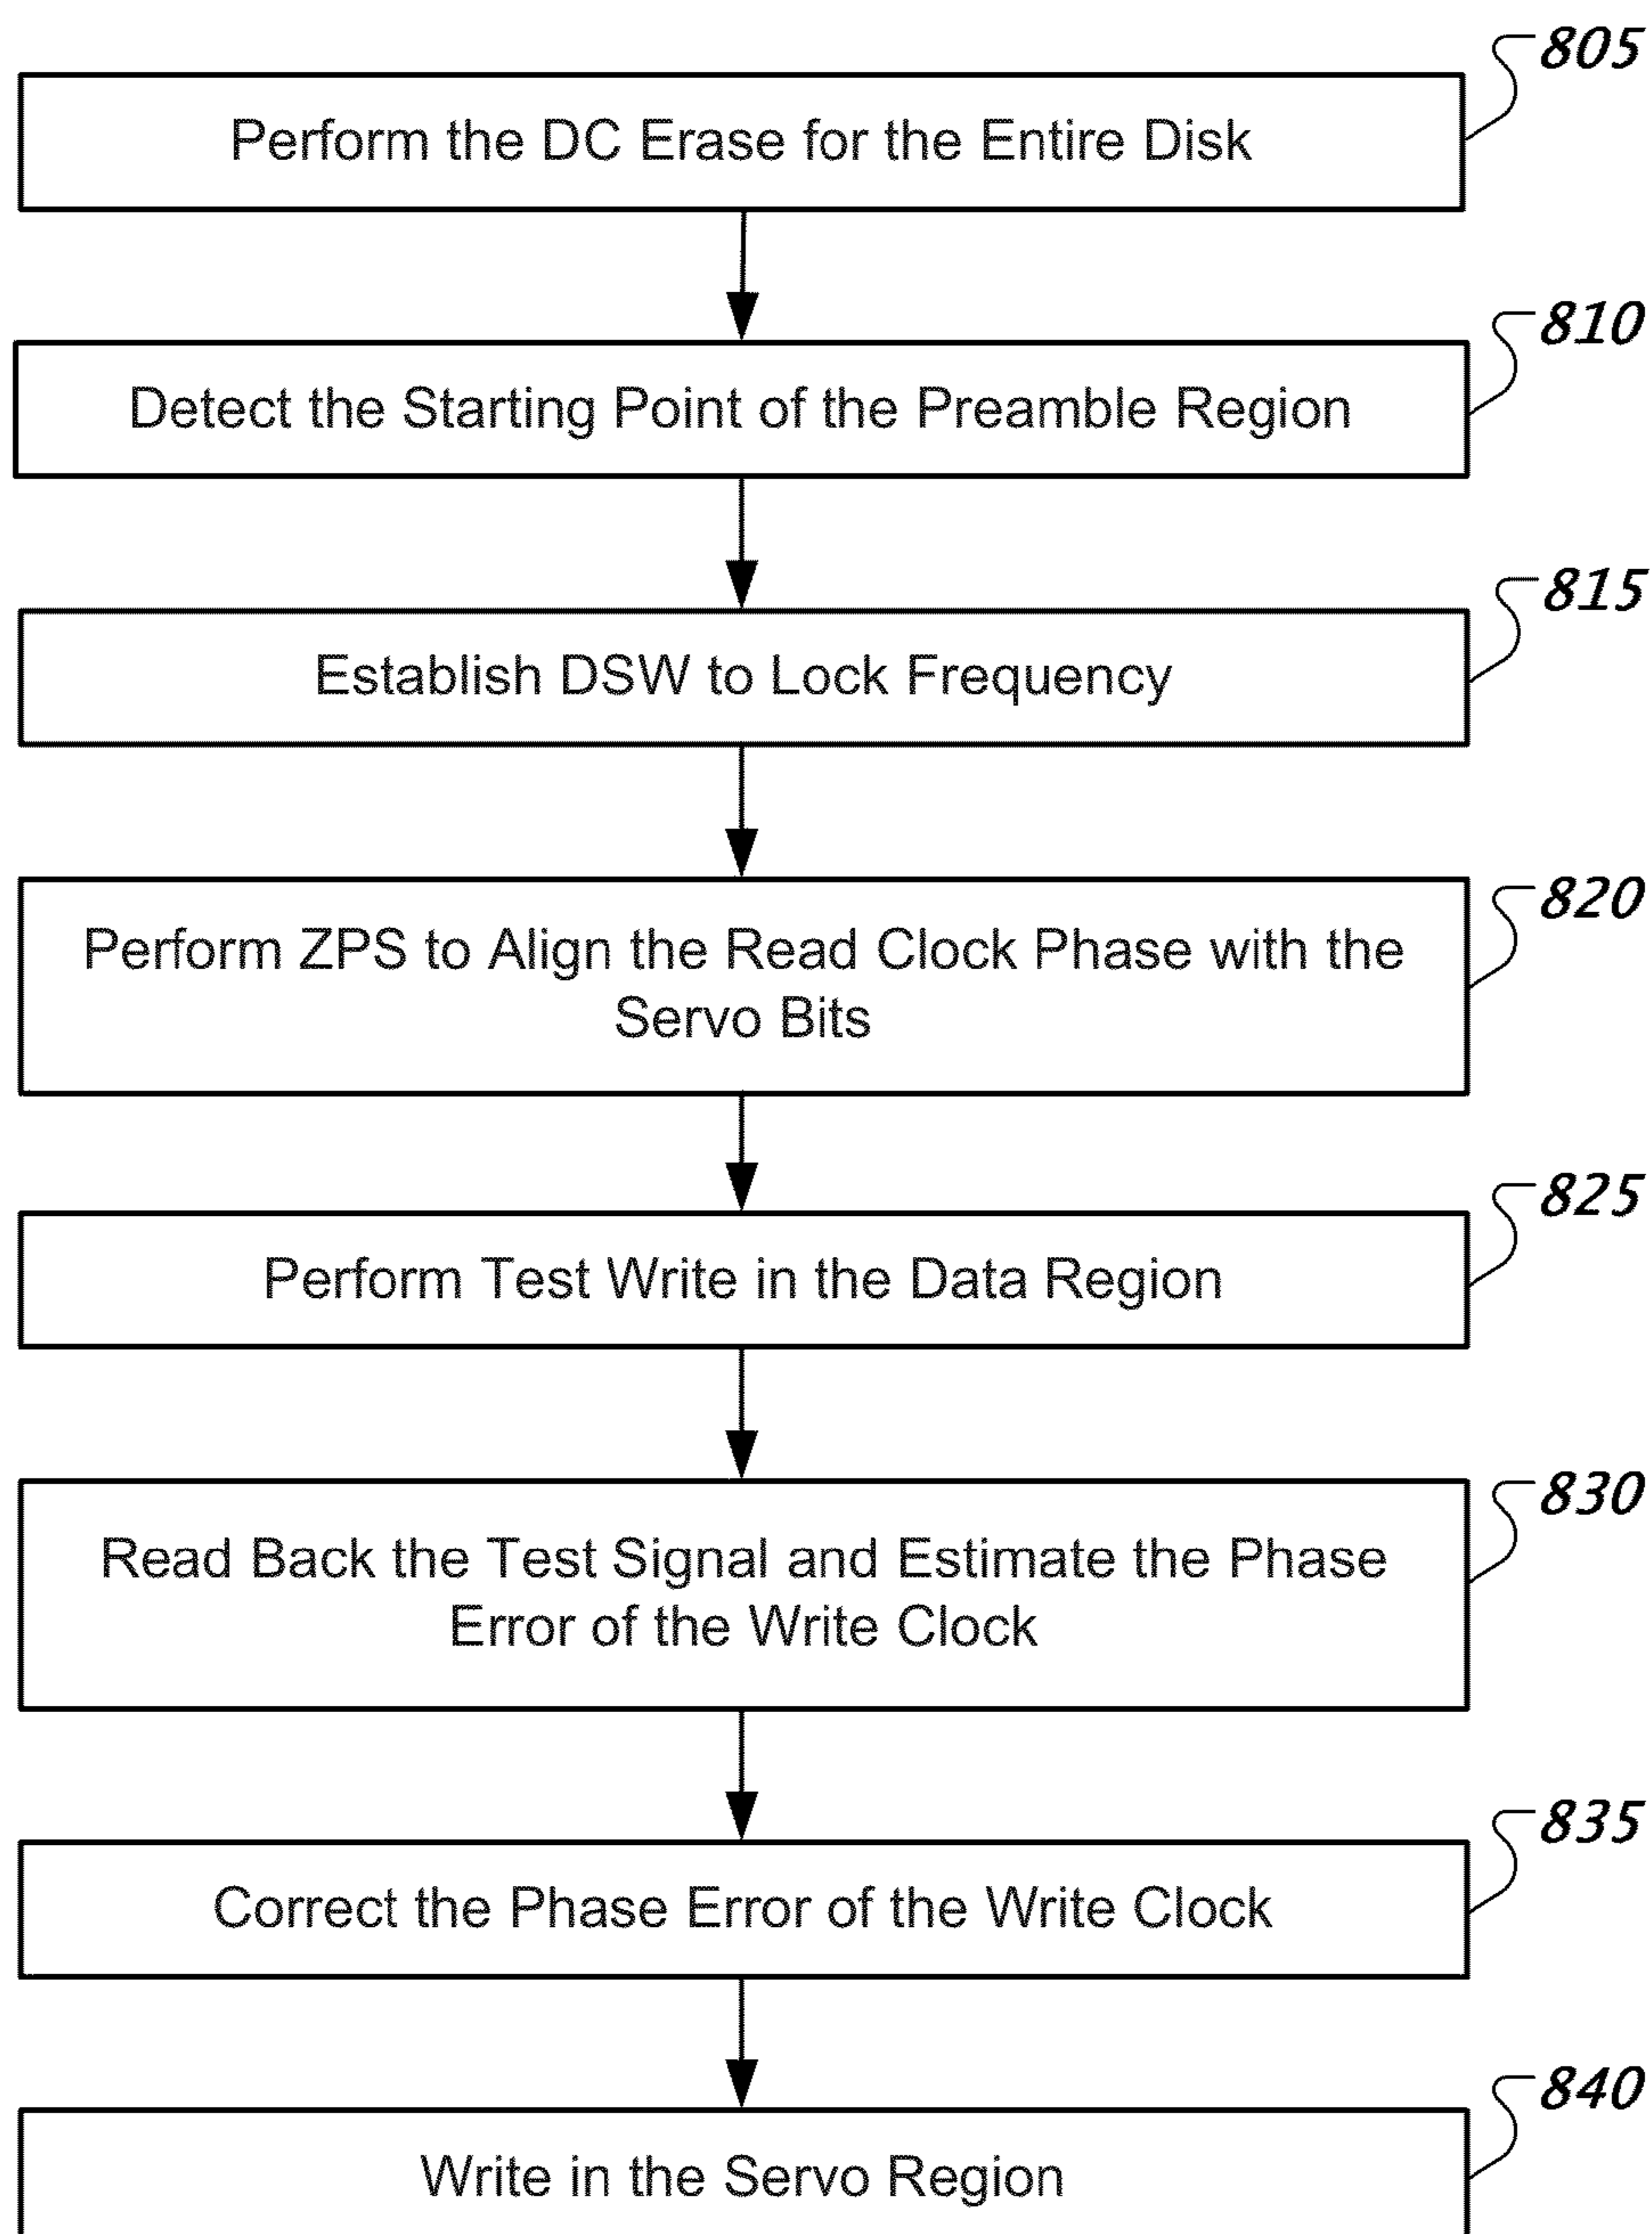 805
Perform the DC Erase for the Entire Disk
810
Detect the Starting Point of the Preamble Region
815
Establish DSW to Lock Frequency
820
Perform ZPS to Align the Read Clock Phase with the
Servo Bits
825
Perform Test Write in the Data Region
830
Read Back the Test Signal and Estimate the Phase
Error of the Write Clock
835
Correct the Phase Error of the Write Clock
840
Write in the Servo Region